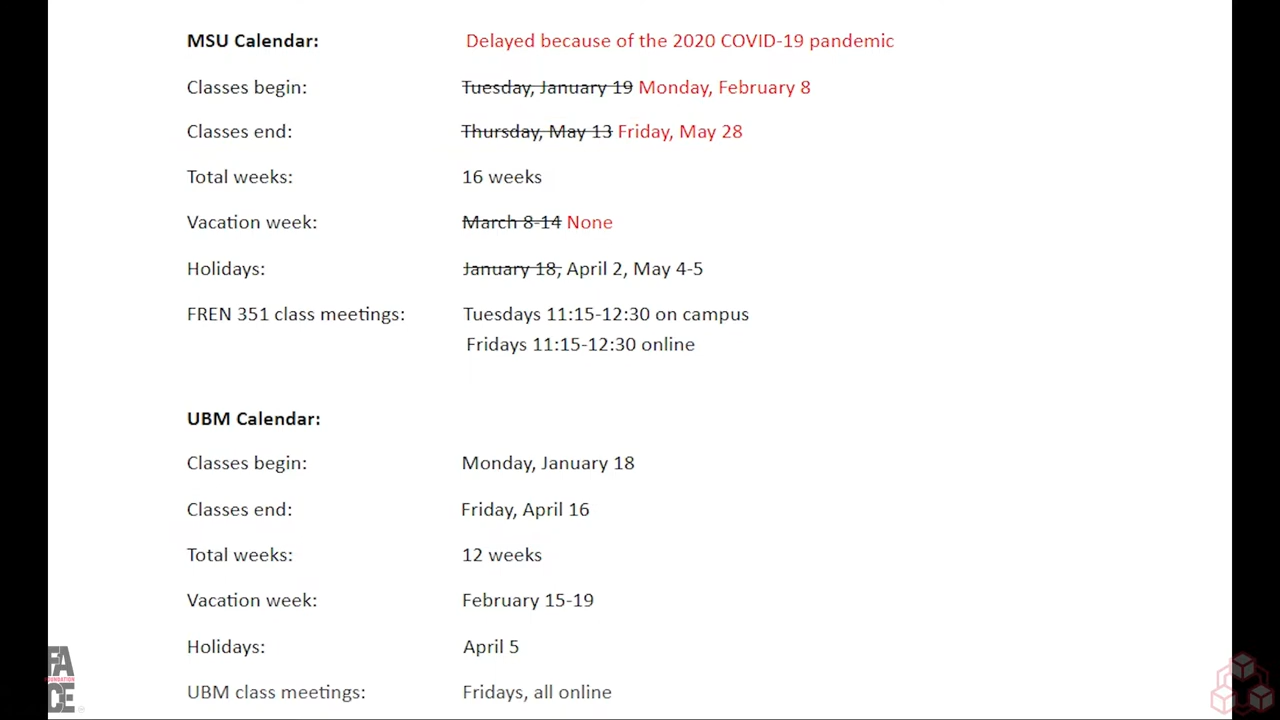 MSU Calendar: Delayed because of the 2020 COVID-19 pandemic
Classes begin: Tuesday, January 19 Monday, February 8
Classes end: Thursday, May 13 Friday, May 28
Total weeks: 16 weeks
Vacation week: March 8-14 None
Holidays: January 18, April 2, May 4-5
FREN 351 class meetings: Tuesdays 11:15-12:30 on campus
Fridays 11:15-12:30 online
UBM Calendar:
Classes begin: Monday, January 18
Classes end: Friday, April 16
Total weeks: 12 weeks
Vacation week: February 15-19
Holidays: April 5
UBM class meetings: Fridays, all online
FA
FOUNDATION
CE